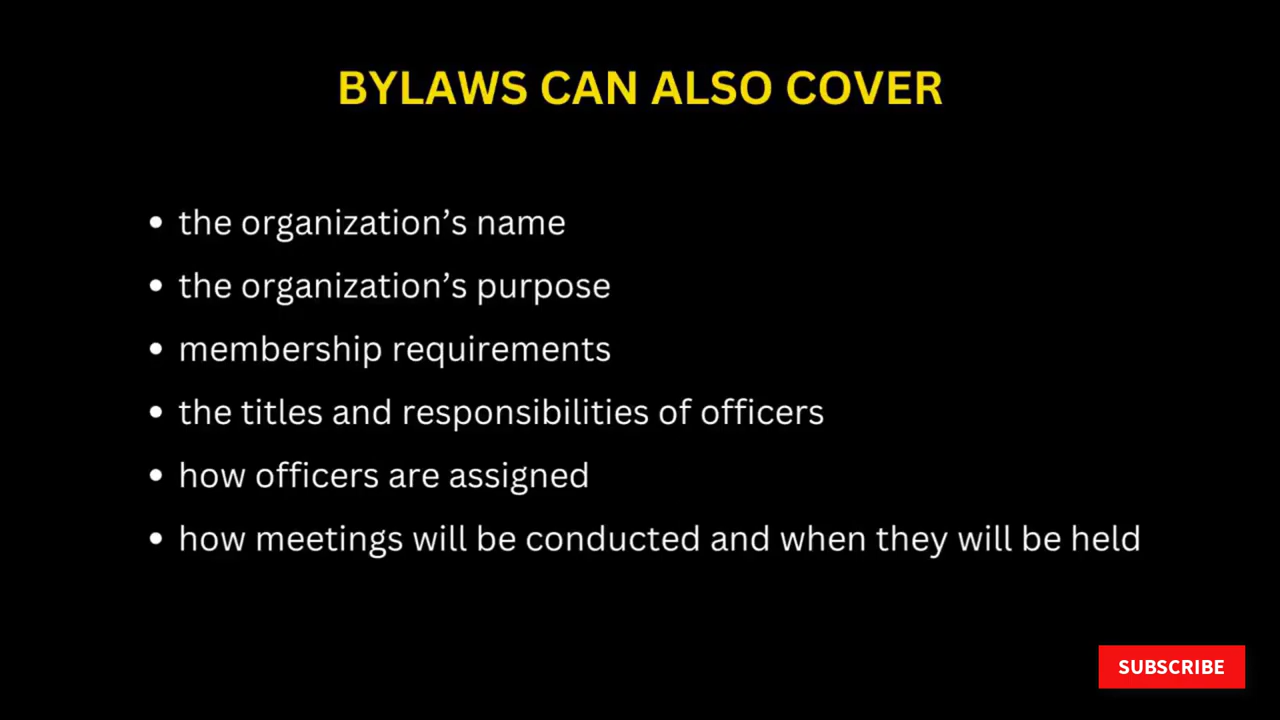 BYLAWS CAN ALSO COVER
• the organization’s name
• the organization’s purpose
• membership requirements
• the titles and responsibilities of officers
• how officers are assigned
• how meetings will be conducted and when they will be held
SUBSCRIBE